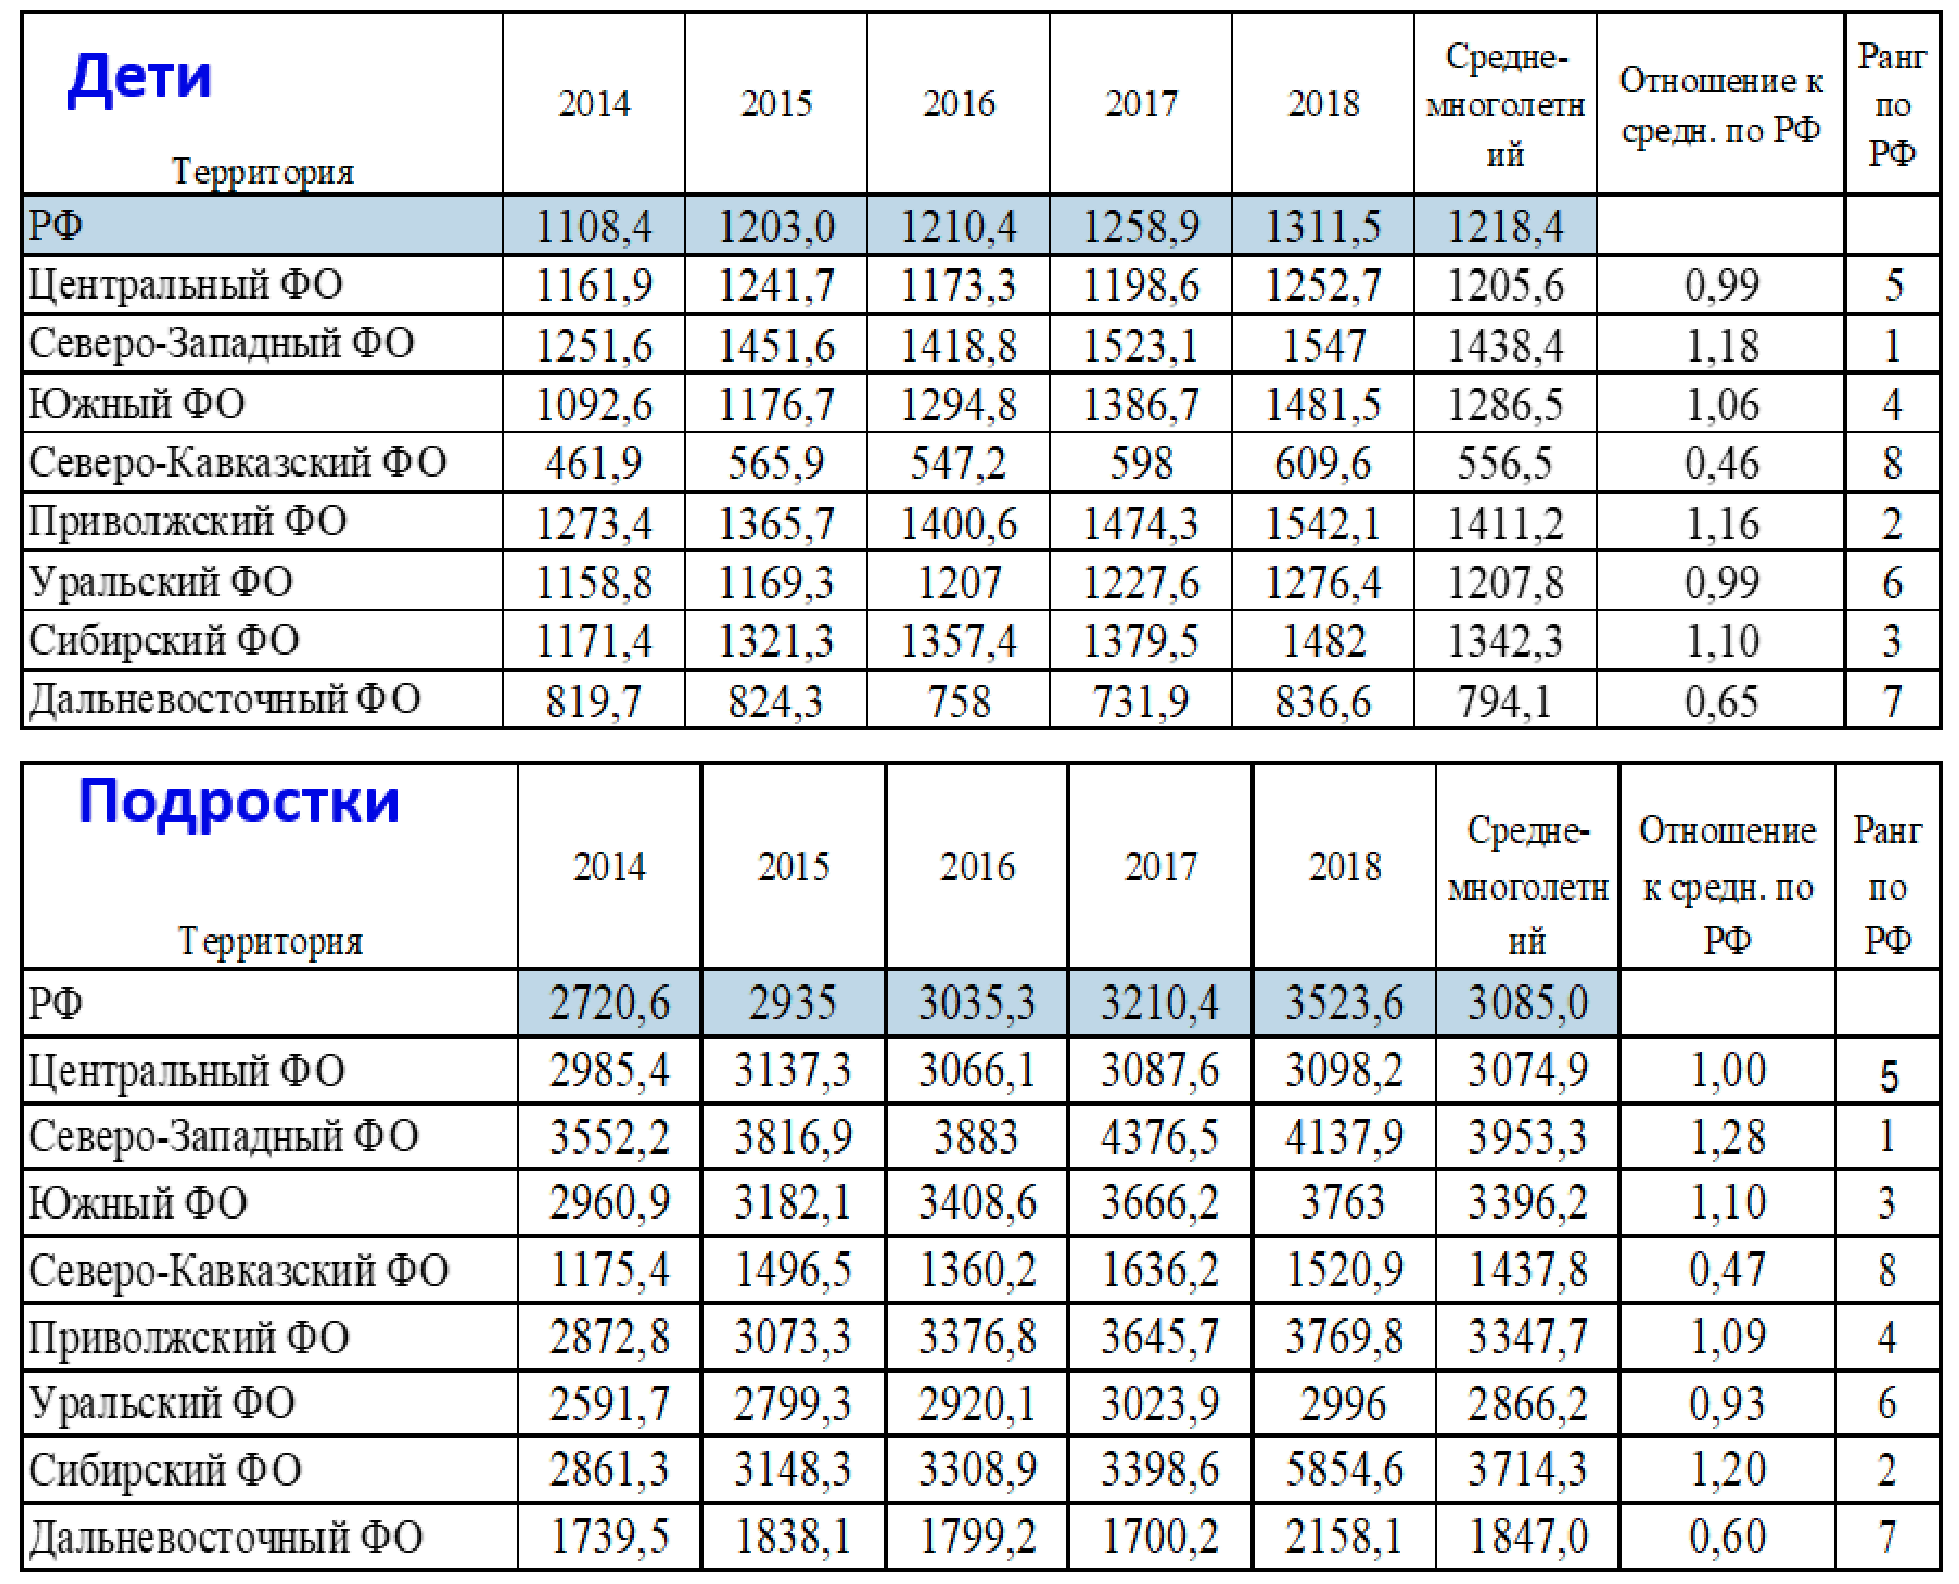 Дети
Территория 2014 2015 2016 2017 2018 Средне-многолетний Отношение к средн. по РФ Ранг по РФ
РФ 1108,4 1203,0 1210,4 1258,9 1311,5 1218,4
Центральный ФО 1161,9 1241,7 1173,3 1198,6 1252,7 1205,6 0,99 5
Северо-Западный ФО 1251,6 1451,6 1418,8 1523,1 1547 1438,4 1,18 1
Южный ФО 1092,6 1176,7 1294,8 1386,7 1481,5 1286,5 1,06 4
Северо-Кавказский ФО 461,9 565,9 547,2 598 609,6 556,5 0,46 8
Приволжский ФО 1273,4 1365,7 1400,6 1474,3 1542,1 1411,2 1,16 2
Уральский ФО 1158,8 1169,3 1207 1227,6 1276,4 1207,8 0,99 6
Сибирский ФО 1171,4 1321,3 1357,4 1379,5 1482 1342,3 1,10 3
Дальневосточный ФО 819,7 824,3 758 731,9 836,6 794,1 0,65 7
Подростки
Территория 2014 2015 2016 2017 2018 Средне-многолетний Отношение к средн. по РФ Ранг по РФ
РФ 2720,6 2935 3035,3 3210,4 3523,6 3085,0
Центральный ФО 2985,4 3137,3 3066,1 3087,6 3098,2 3074,9 1,00 5
Северо-Западный ФО 3552,2 3816,9 3883 4376,5 4137,9 3953,3 1,28 1
Южный ФО 2960,9 3182,1 3408,6 3666,2 3763 3396,2 1,10 3
Северо-Кавказский ФО 1175,4 1496,5 1360,2 1636,2 1520,9 1437,8 0,47 8
Приволжский ФО 2872,8 3073,3 3376,8 3645,7 3769,8 3347,7 1,09 4
Уральский ФО 2591,7 2799,3 2920,1 3023,9 2996 2866,2 0,93 6
Сибирский ФО 2861,3 3148,3 3308,9 3398,6 5854,6 3714,3 1,20 2
Дальневосточный ФО 1739,5 1838,1 1799,2 1700,2 2158,1 1847,0 0,60 7